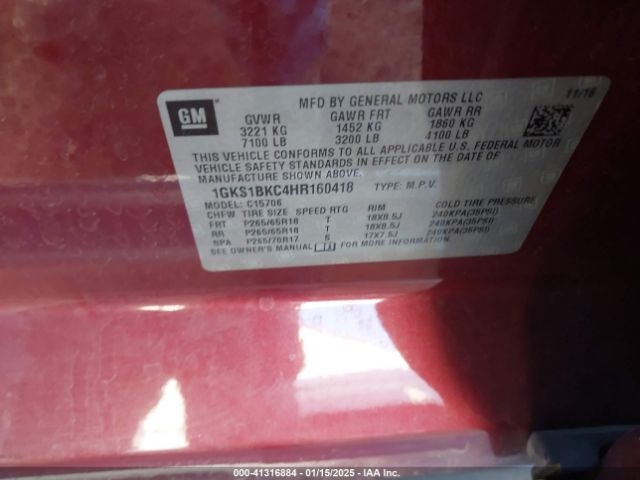 GM
MFD BY GENERAL MOTORS LLC 11/16
GVWR GAWR FRT GAWR RR
3221 KG 1452 KG 1860 KG
7100 LB 3200 LB 4100 LB
THIS VEHICLE CONFORMS TO ALL APPLICABLE U.S. FEDERAL MOTOR
VEHICLE SAFETY STANDARDS IN EFFECT ON THE DATE OF
MANUFACTURE SHOWN ABOVE.
1GKS1BKC4HR160418 TYPE: M.P.V.
MODEL: C15706
CHFW TIRE SIZE SPEED RTG RIM COLD TIRE PRESSURE
FRT P265/65R18 T 18X8.5J 240KPA(35PSI)
RR P265/65R18 T 18X8.5J 240KPA(35PSI)
SPA P265/70R17 S 17X7.5J 240KPA(35PSI)
SEE OWNER'S MANUAL FOR MORE INFORMATION.
000-41316884 01/15/2025 IAA Inc.